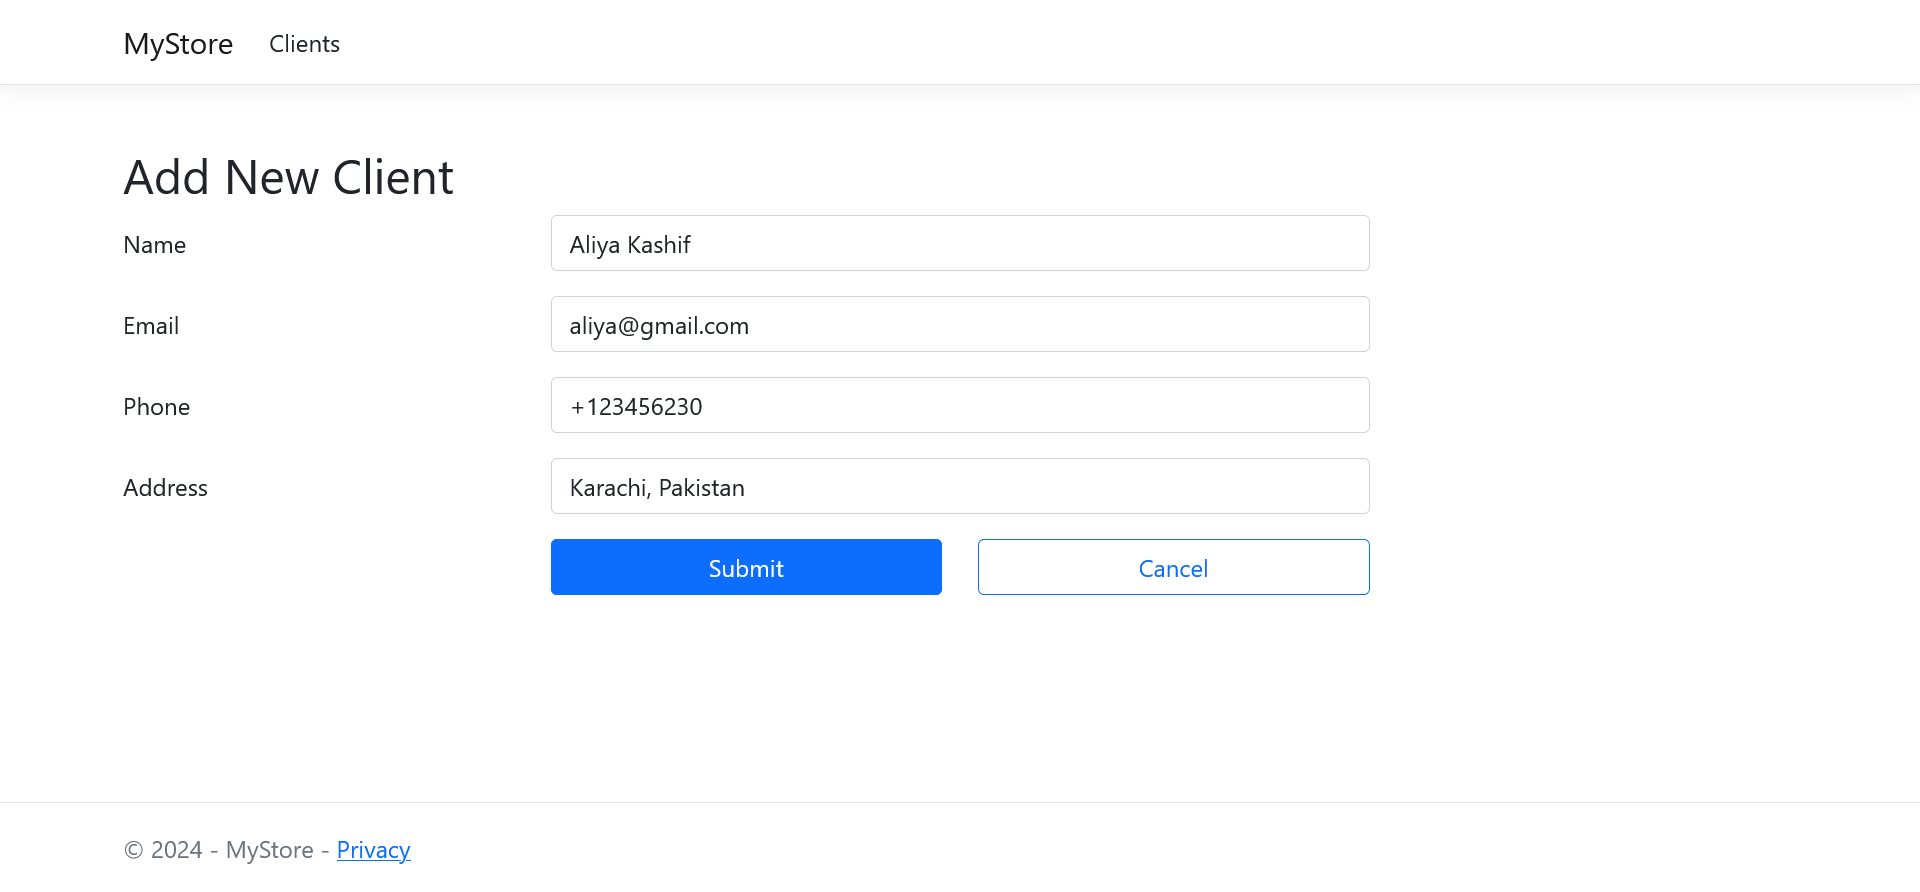 MyStore Clients
Add New Client
Name Aliya Kashif
Email aliya@gmail.com
Phone +123456230
Address Karachi, Pakistan
Submit Cancel
© 2024 - MyStore - Privacy